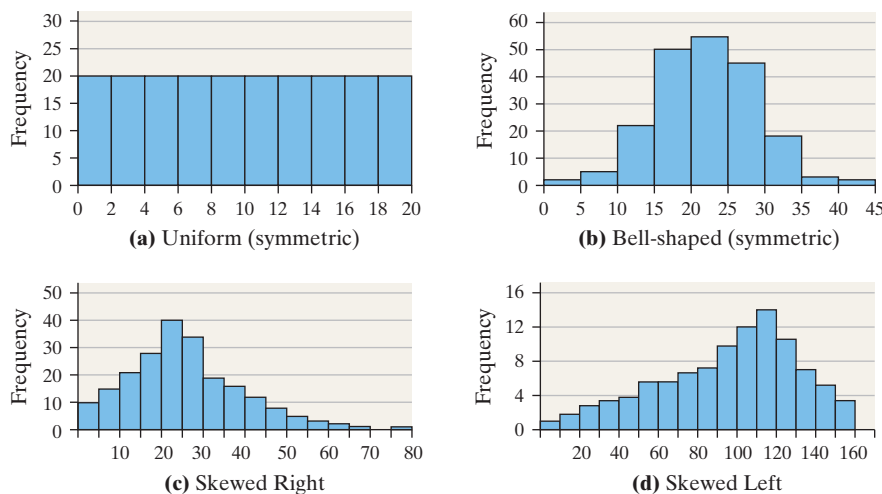 Frequency
30
25
20
15
10
5
0
0 2 4 6 8 10 12 14 16 18 20
(a) Uniform (symmetric)
Frequency
60
50
40
30
20
10
0
0 5 10 15 20 25 30 35 40 45
(b) Bell-shaped (symmetric)
Frequency
50
40
30
20
10
0
10 20 30 40 50 60 70 80
(c) Skewed Right
Frequency
16
12
8
4
0
20 40 60 80 100 120 140 160
(d) Skewed Left